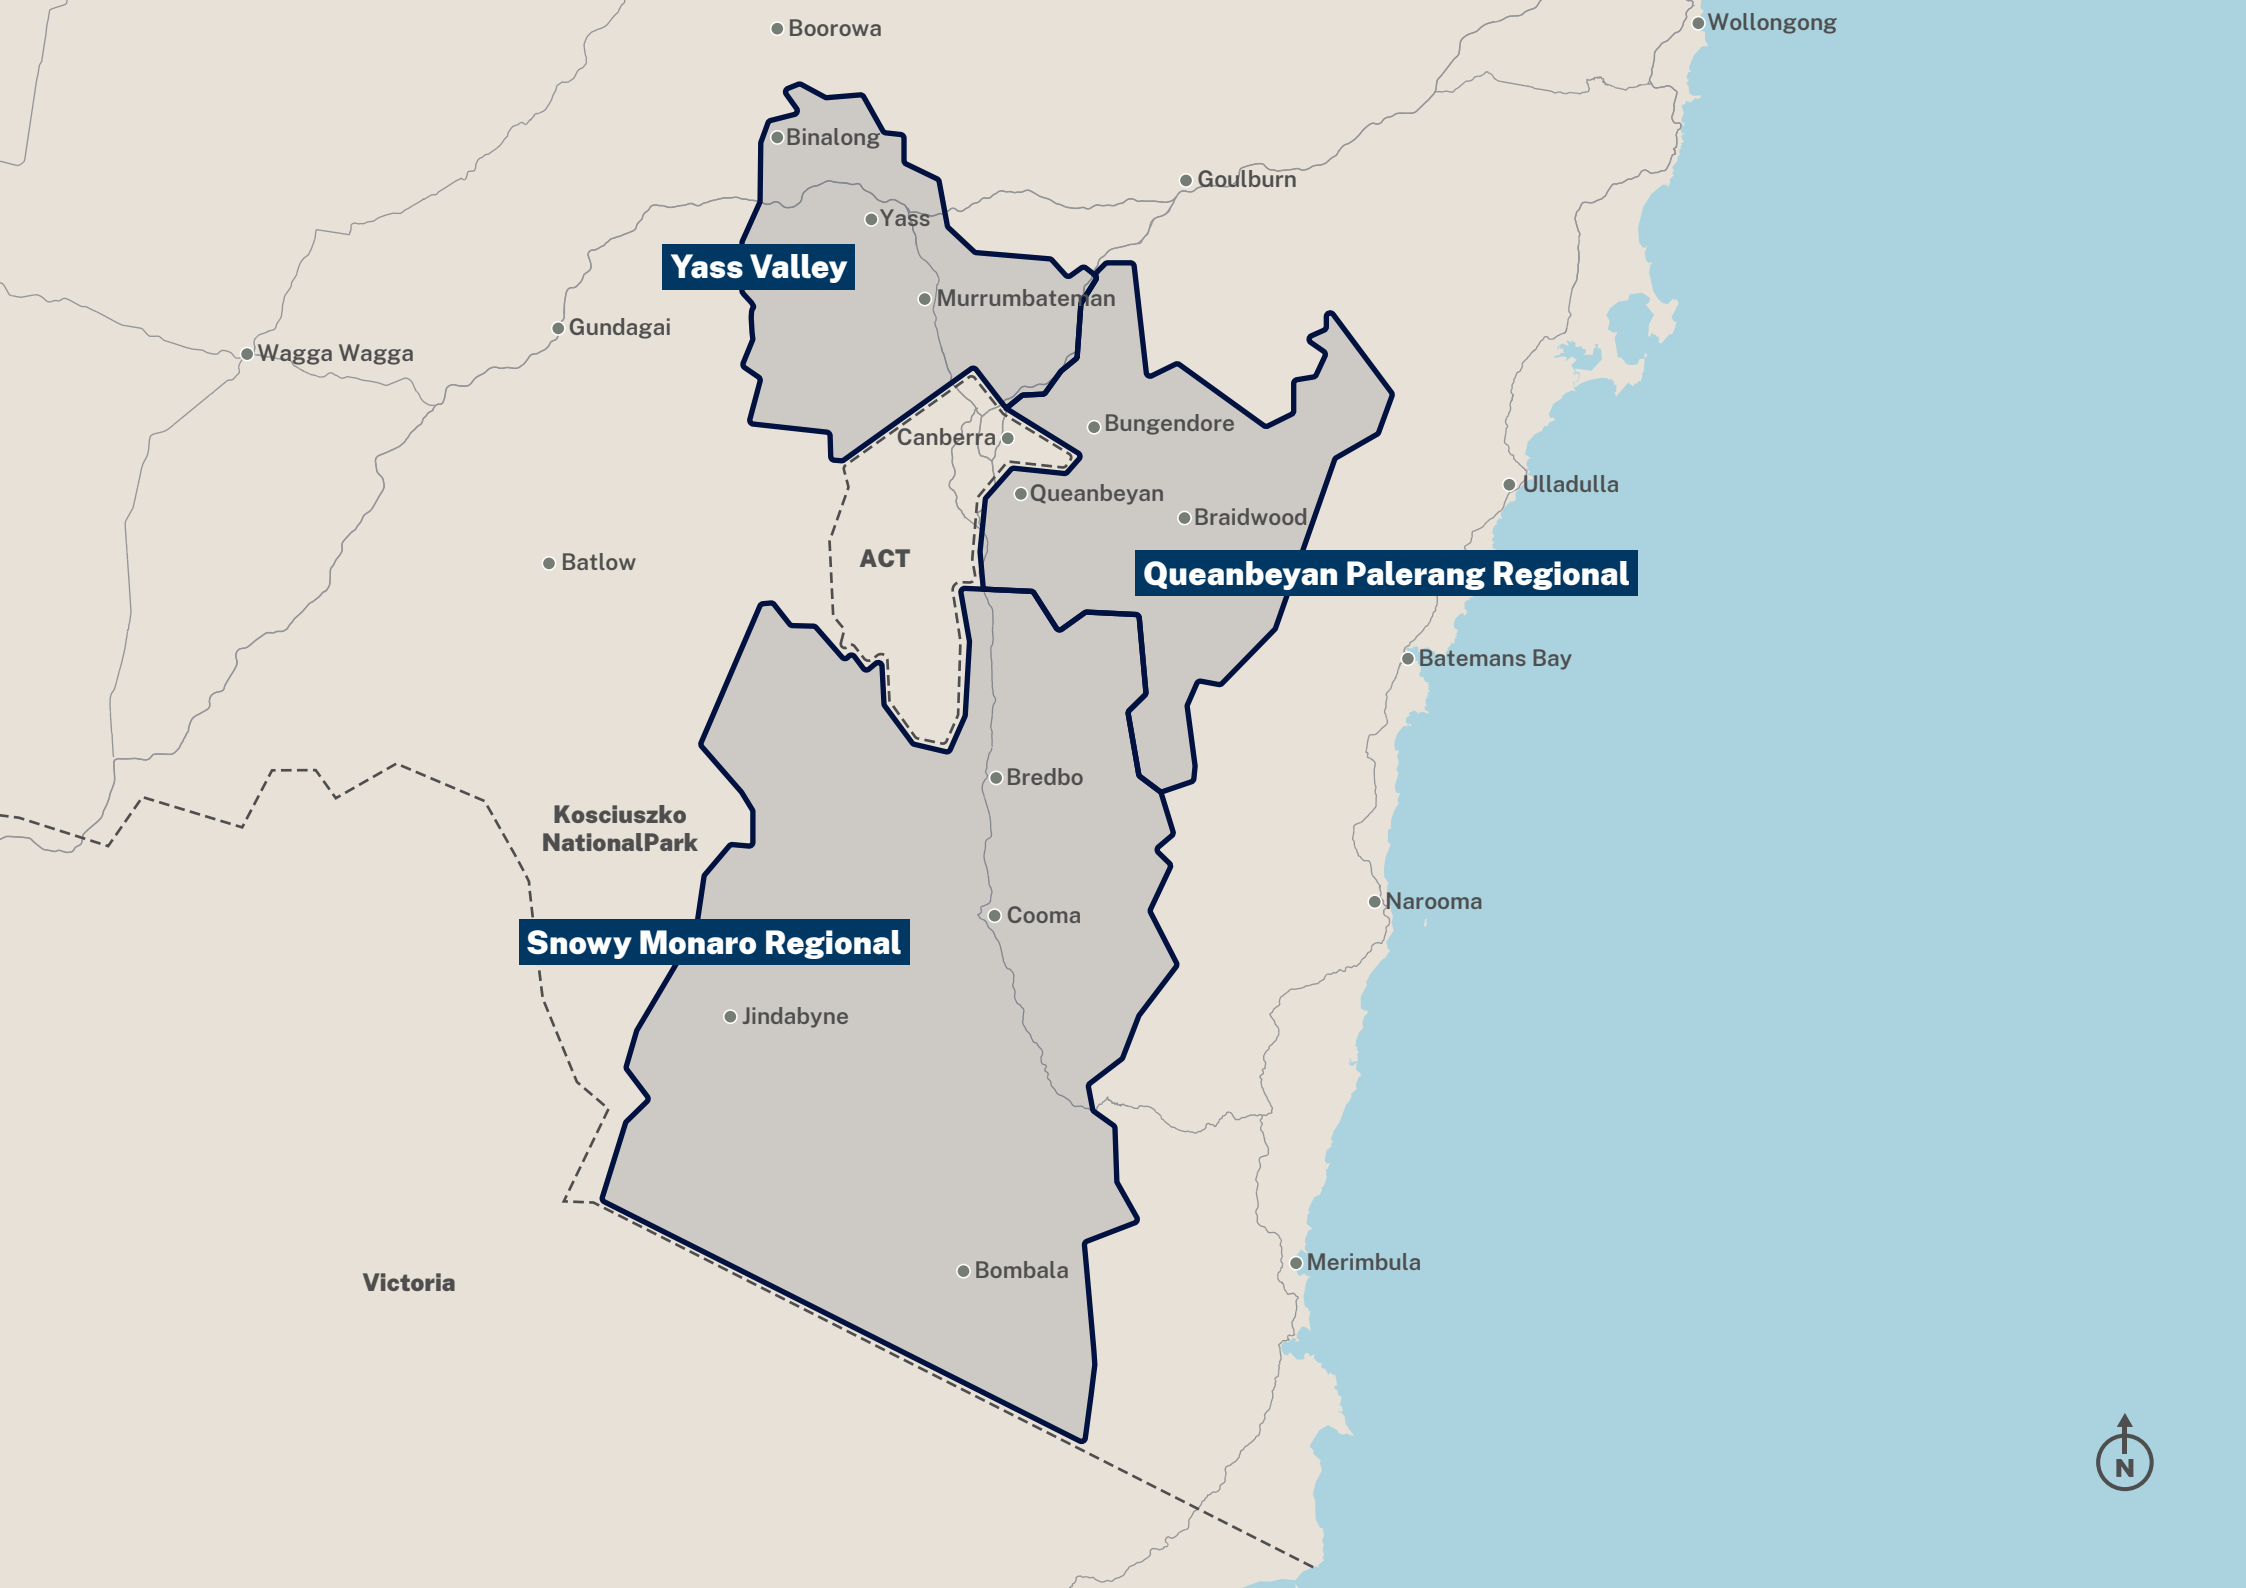 Wollongong
Boorowa
Binalong
Goulburn
Yass
Yass Valley
Murrumbateman
Gundagai
Wagga Wagga
Bungendore
Canberra
Ulladulla
Queanbeyan
Braidwood
ACT
Batlow
Queanbeyan Palerang Regional
Batemans Bay
Bredbo
Kosciuszko
NationalPark
Narooma
Cooma
Snowy Monaro Regional
Jindabyne
Merimbula
Bombala
Victoria
N